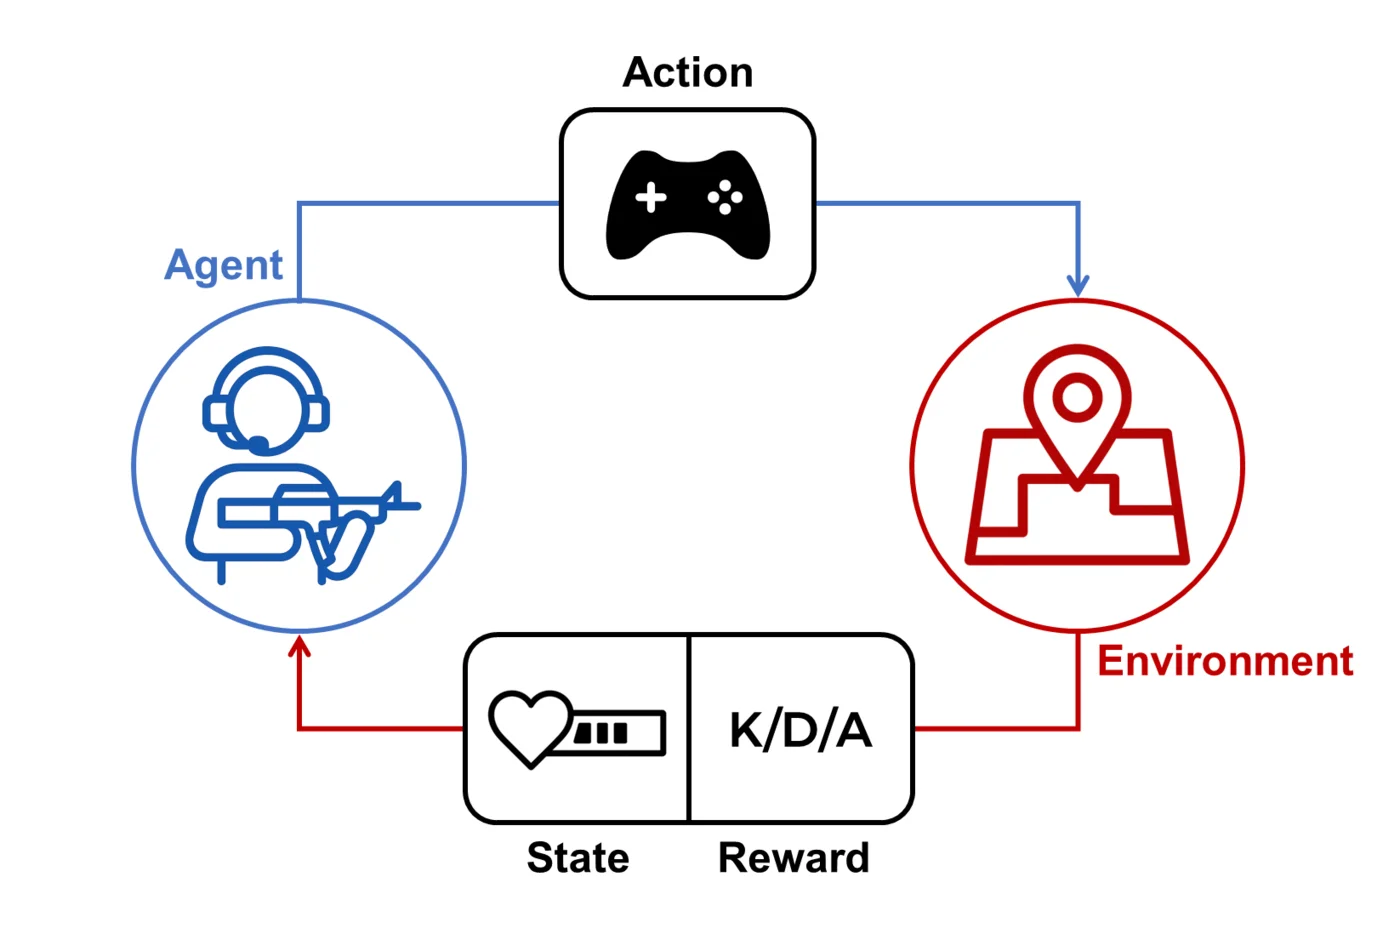 Action
Agent
Environment
K/D/A
State
Reward